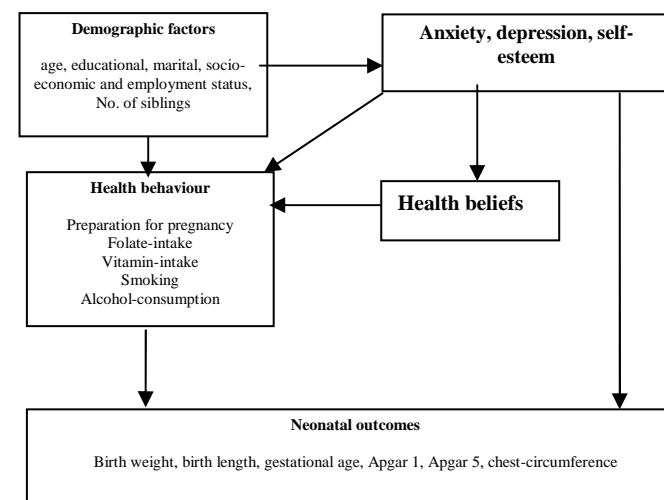 Demographic factors
age, educational, marital, socio-
economic and employment status,
No. of siblings
Anxiety, depression, self-
esteem
Health behaviour
Preparation for pregnancy
Folate-intake
Vitamin-intake
Smoking
Alcohol-consumption
Health beliefs
Neonatal outcomes
Birth weight, birth length, gestational age, Apgar 1, Apgar 5, chest-circumference